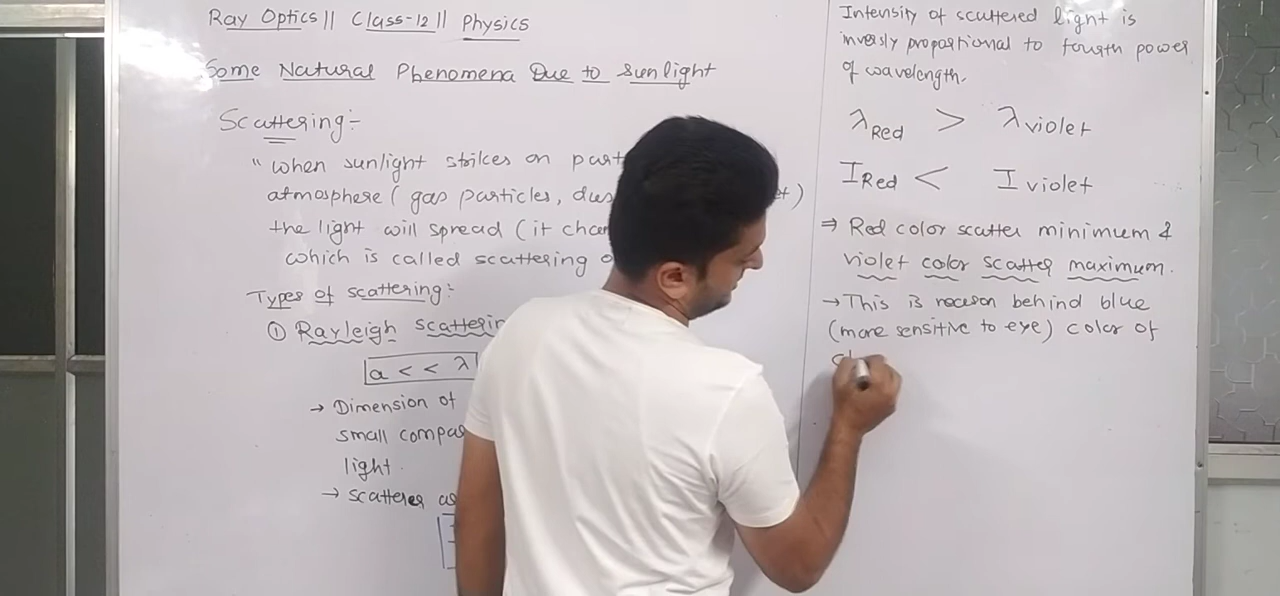 Ray Optics || Class-12 || Physics
Some Natural Phenomena Due to Sunlight
Scattering:-
"When sunlight strikes on part
atmosphere ( gas particles, dus
the light will spread (it chan
which is called scattering o
Types of scattering:-
① Rayleigh scatterin
a < < λ
→ Dimension of
small compa
light.
→ scatteres as
Intensity of scattered light is
inversly proportional to fourth power
of wavelength.
λRed > λviolet
IRed < Iviolet
⇒ Red color scatter minimum &
violet color scatter maximum.
→ This is reason behind blue
(more sensitive to eye) color of